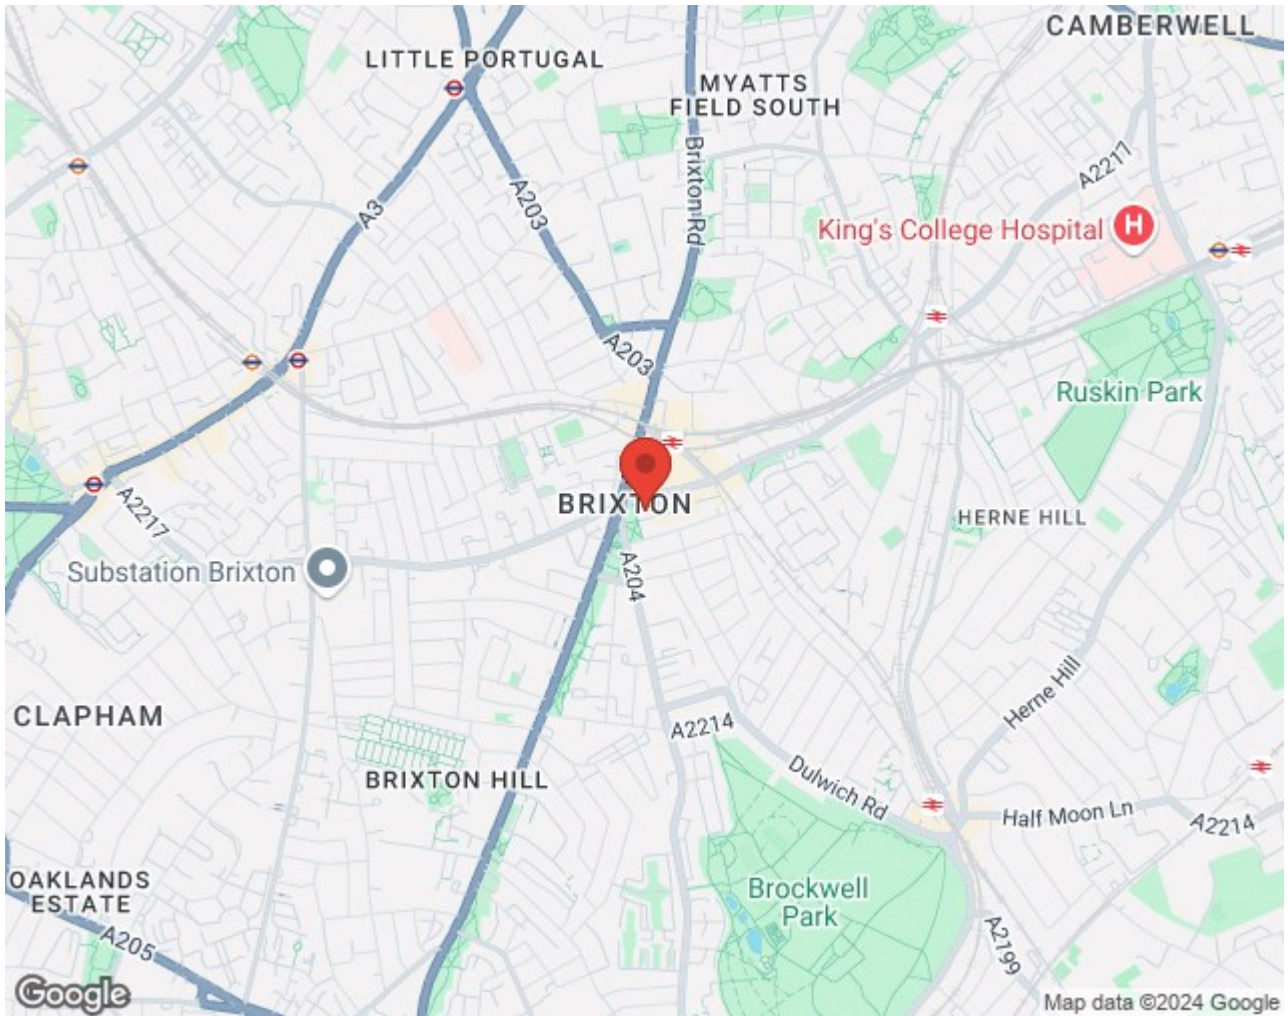 CAMBERWELL
LITTLE PORTUGAL
MYATTS
FIELD SOUTH
Brixton Rd
A2217
A203
A3
King's College Hospital
H
A203
Ruskin Park
BRIXTON
A2217
HERNE HILL
Substation Brixton
A204
Herne Hill
CLAPHAM
A2214
BRIXTON HILL
Dulwich Rd
Half Moon Ln
A2214
OAKLANDS
ESTATE
Brockwell
Park
A205
A2199
Google
Map data ©2024 Google